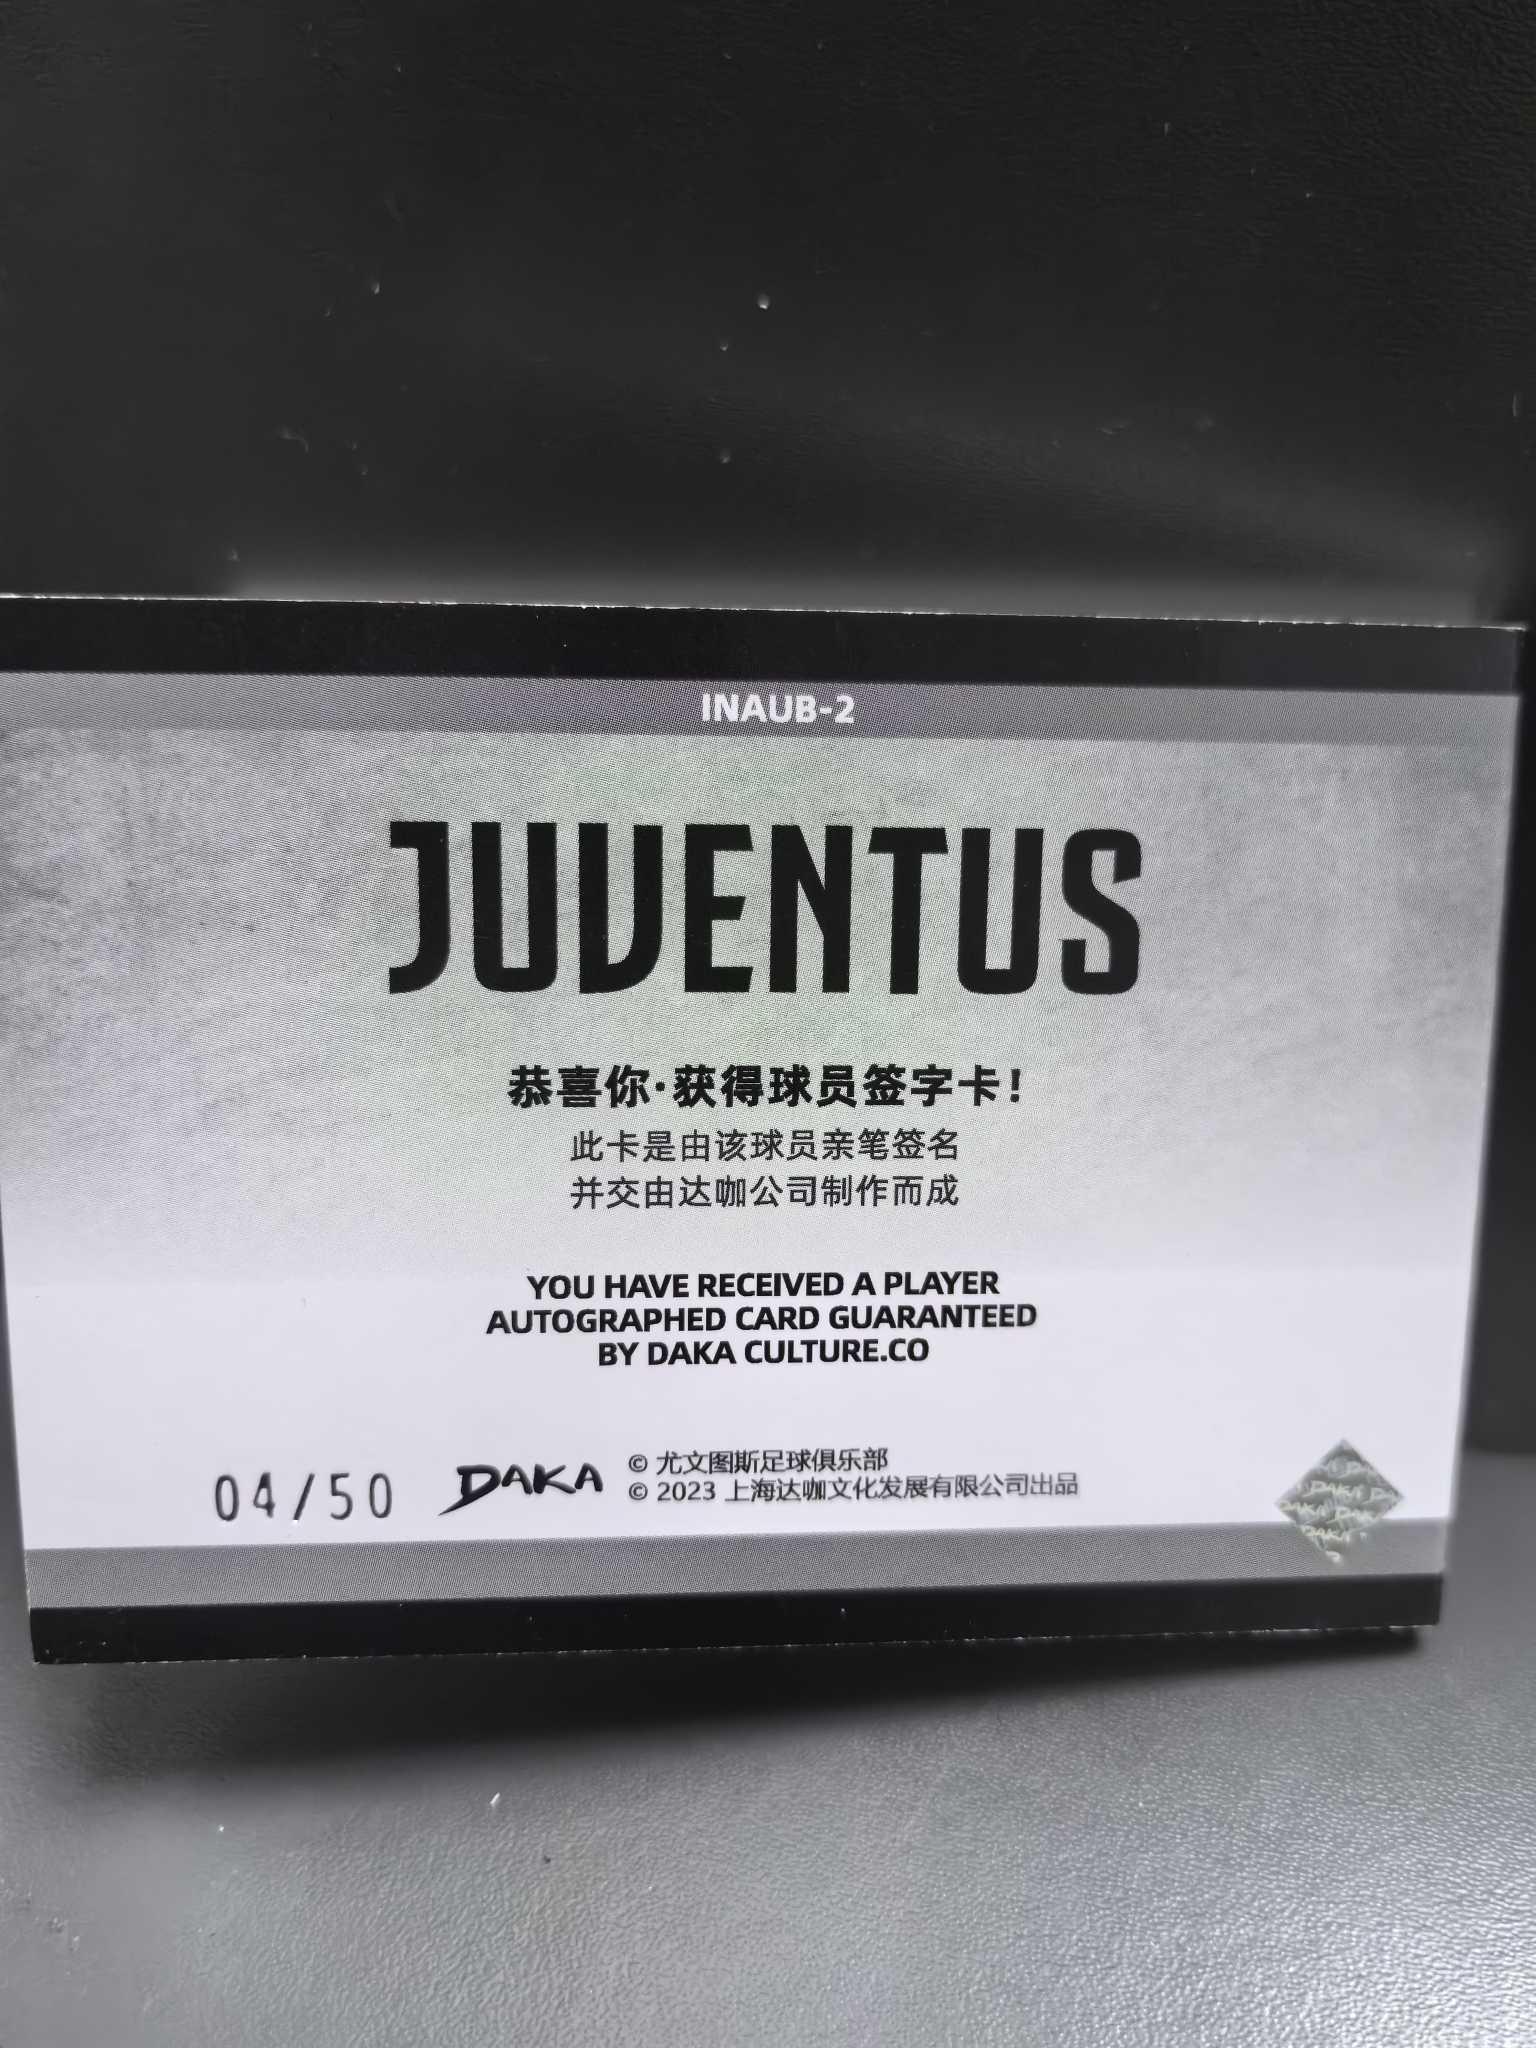 INAUB-2
JUVENTUS
恭喜你·获得球员签字卡！
此卡是由该球员亲笔签名
并交由达咖公司制作而成
YOU HAVE RECEIVED A PLAYER
AUTOGRAPHED CARD GUARANTEED
BY DAKA CULTURE.CO
04/50
DAKA
© 尤文图斯足球俱乐部
© 2023 上海达咖文化发展有限公司出品
DAKA
DAKA
DAKA